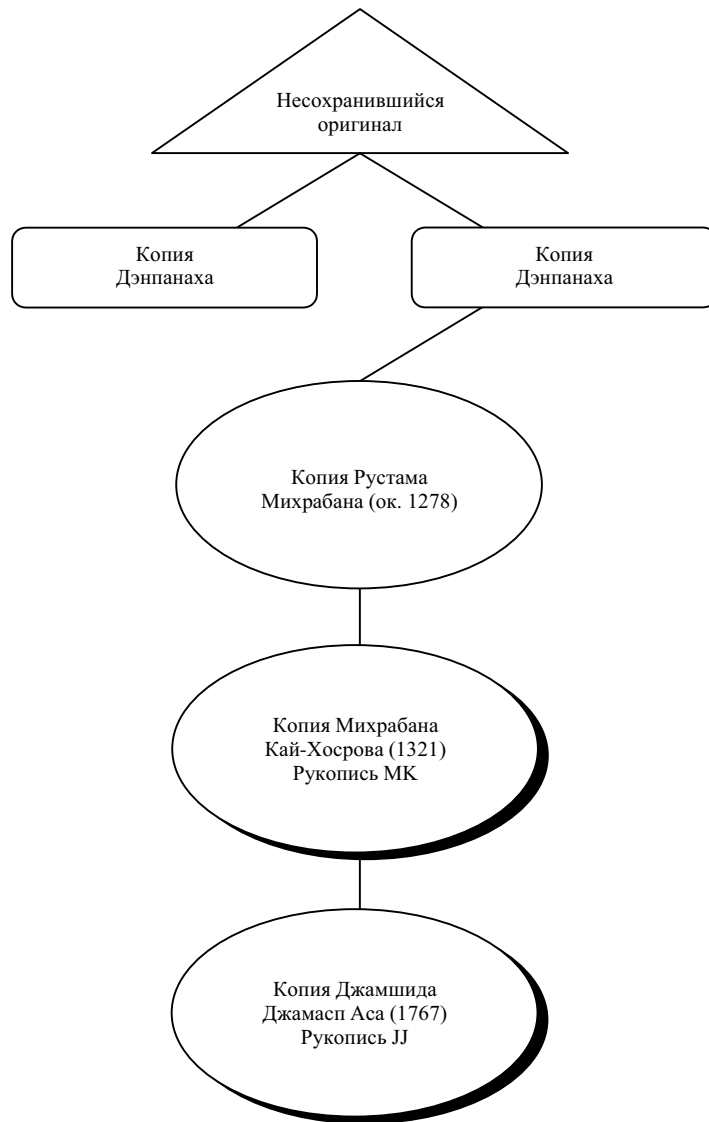 Несохранившийся
оригинал
Копия
Дэнпанаха
Копия
Дэнпанаха
Копия Рустама
Михрабана (ок. 1278)
Копия Михрабана
Кай-Хосрова (1321)
Рукопись МК
Копия Джамшида
Джамасп Аса (1767)
Рукопись JJ